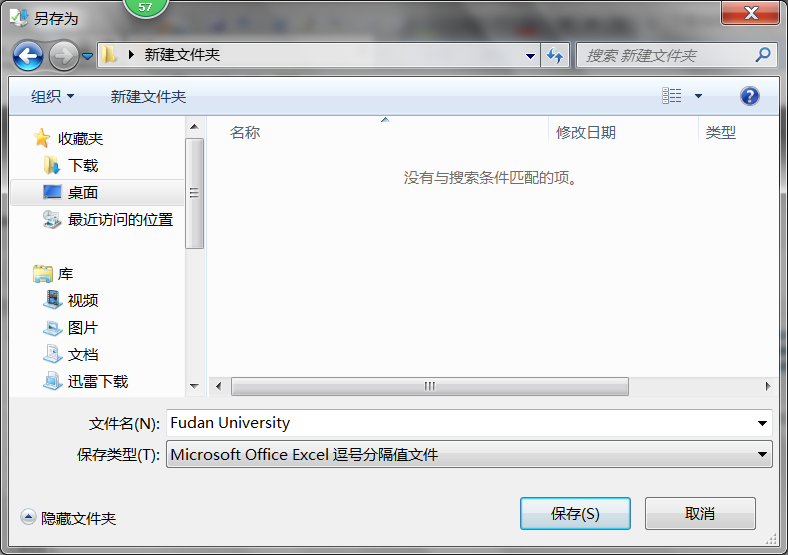 57
另存为
新建文件夹
搜索 新建文件夹
组织
新建文件夹
名称
修改日期
类型
没有与搜索条件匹配的项。
收藏夹
下载
桌面
最近访问的位置
库
视频
图片
文档
迅雷下载
文件名(N):
Fudan University
保存类型(T):
Microsoft Office Excel 逗号分隔值文件
隐藏文件夹
保存(S)
取消